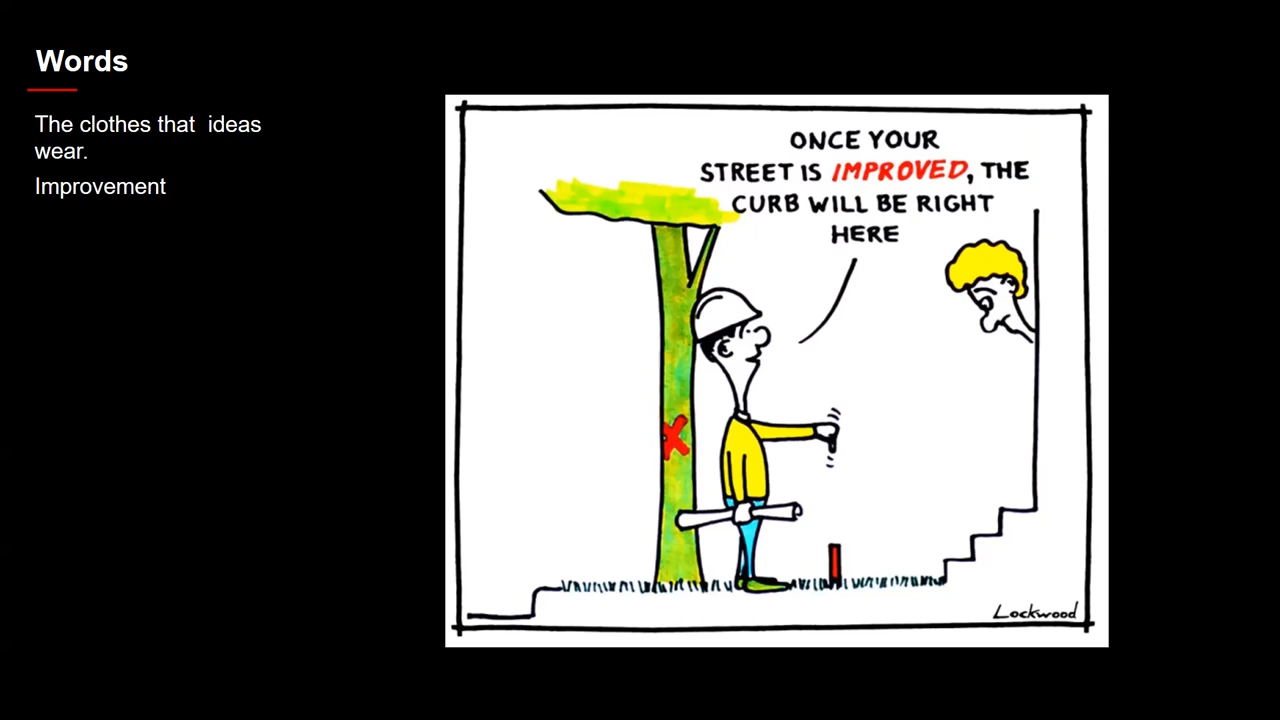 Words
The clothes that  ideas
wear.
Improvement
ONCE YOUR
STREET IS IMPROVED, THE
CURB WILL BE RIGHT
HERE
X
Lockwood